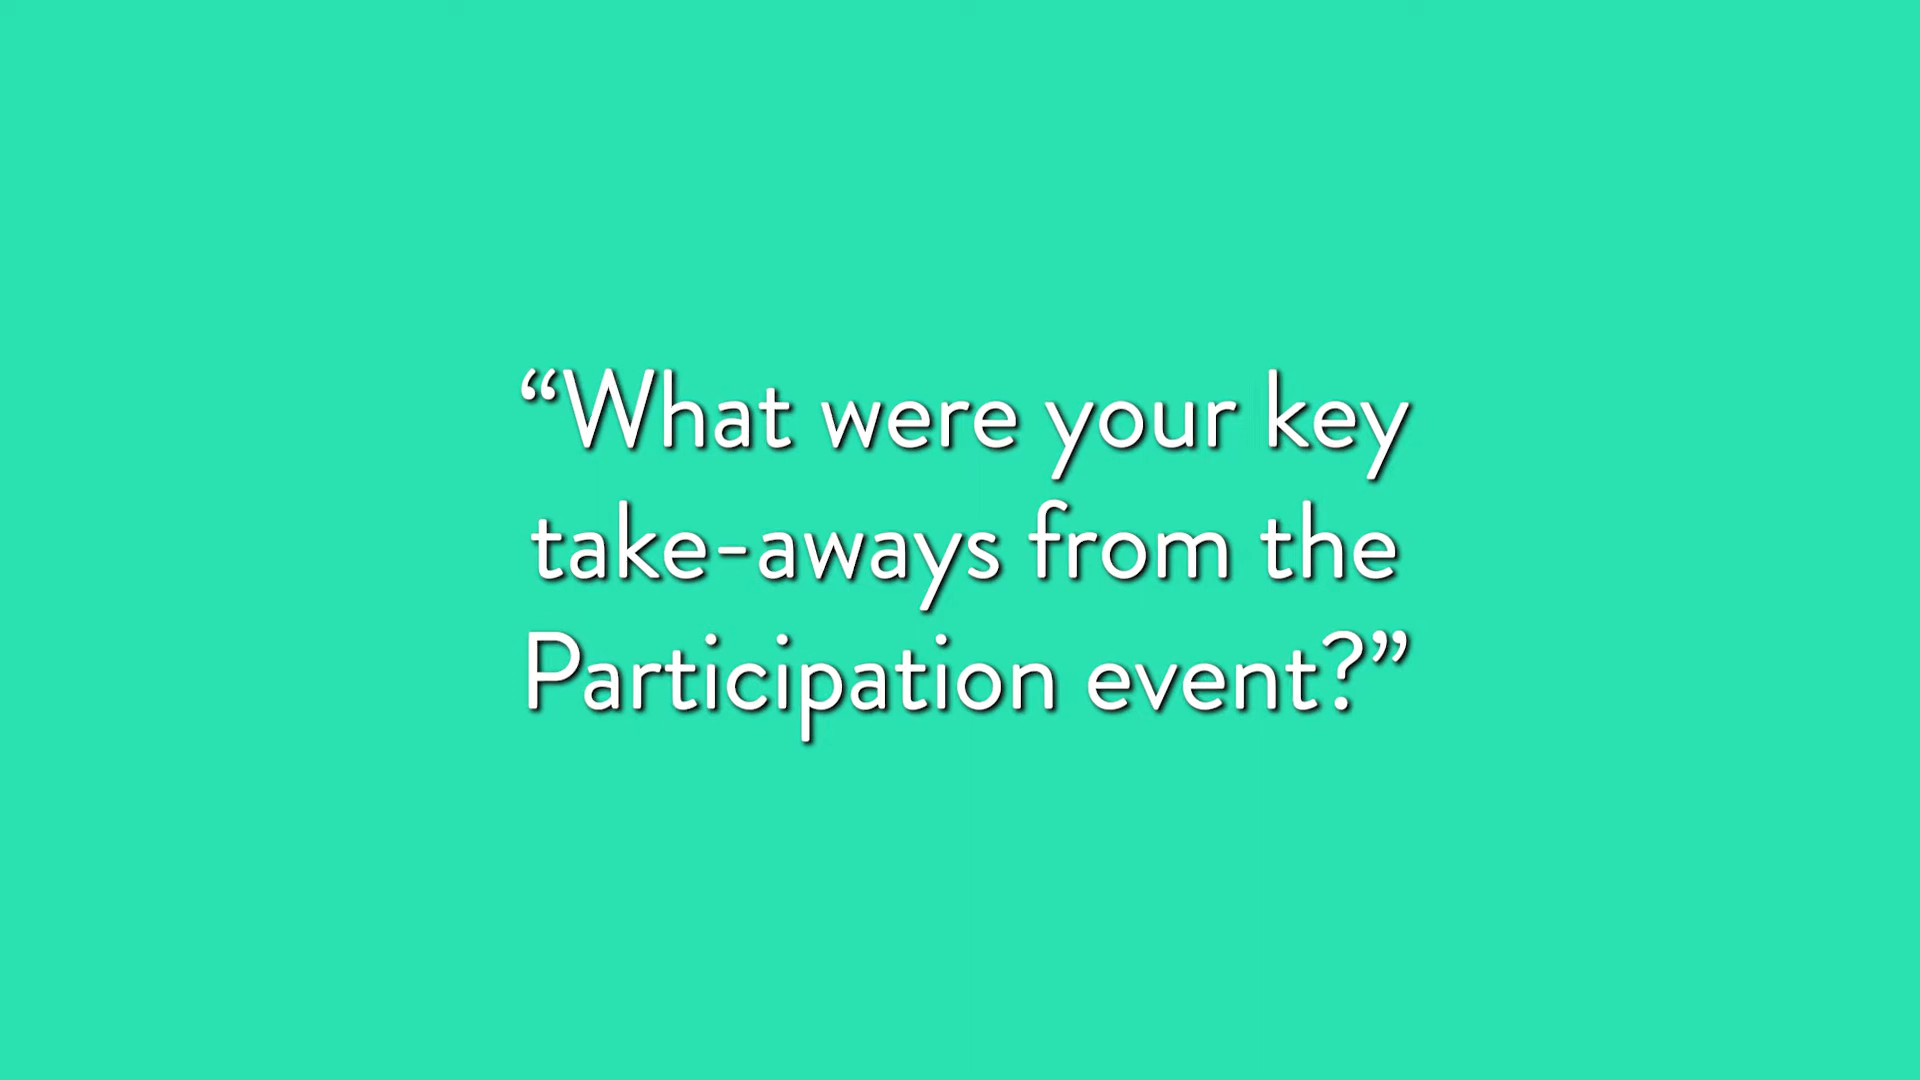 “What were your key
take-aways from the
Participation event?”